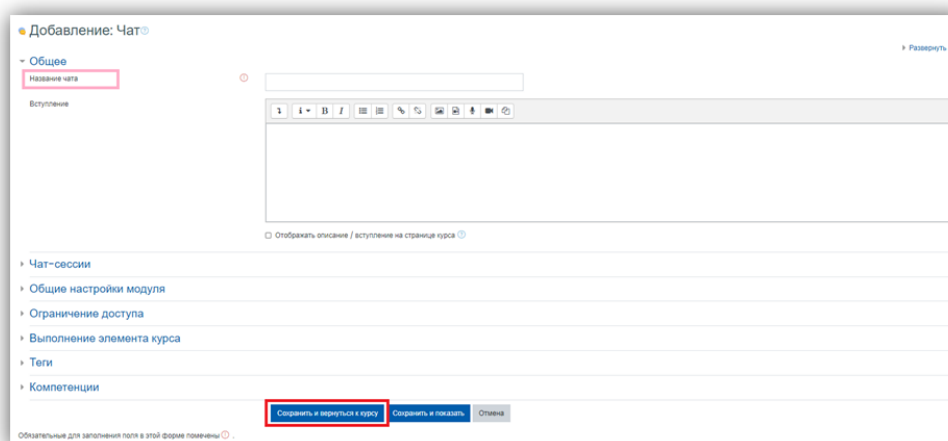 Добавление: Чат
Развернуть
Общее
Название чата
Вступление
B I
Отображать описание / вступление на странице курса
Чат-сессии
Общие настройки модуля
Ограничение доступа
Выполнение элемента курса
Теги
Компетенции
Сохранить и вернуться к курсу Сохранить и показать Отмена
Обязательные для заполнения поля в этой форме помечены .